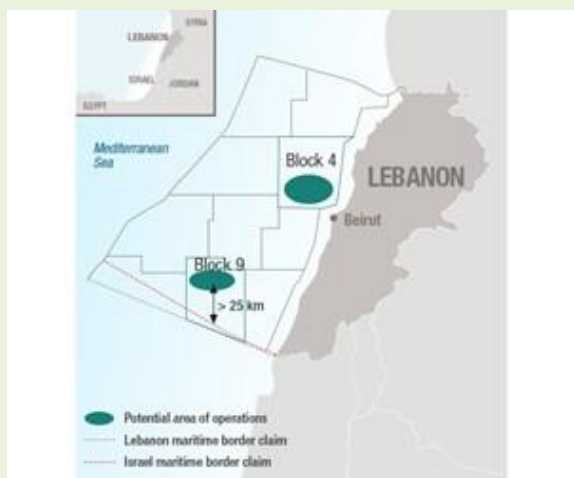 SYRIA
LEBANON
ISRAEL
JORDAN
EGYPT
Mediterranean
Sea
Block 4
LEBANON
Beirut
Block 9
> 25 km
Potential area of operations
Lebanon maritime border claim
Israel maritime border claim